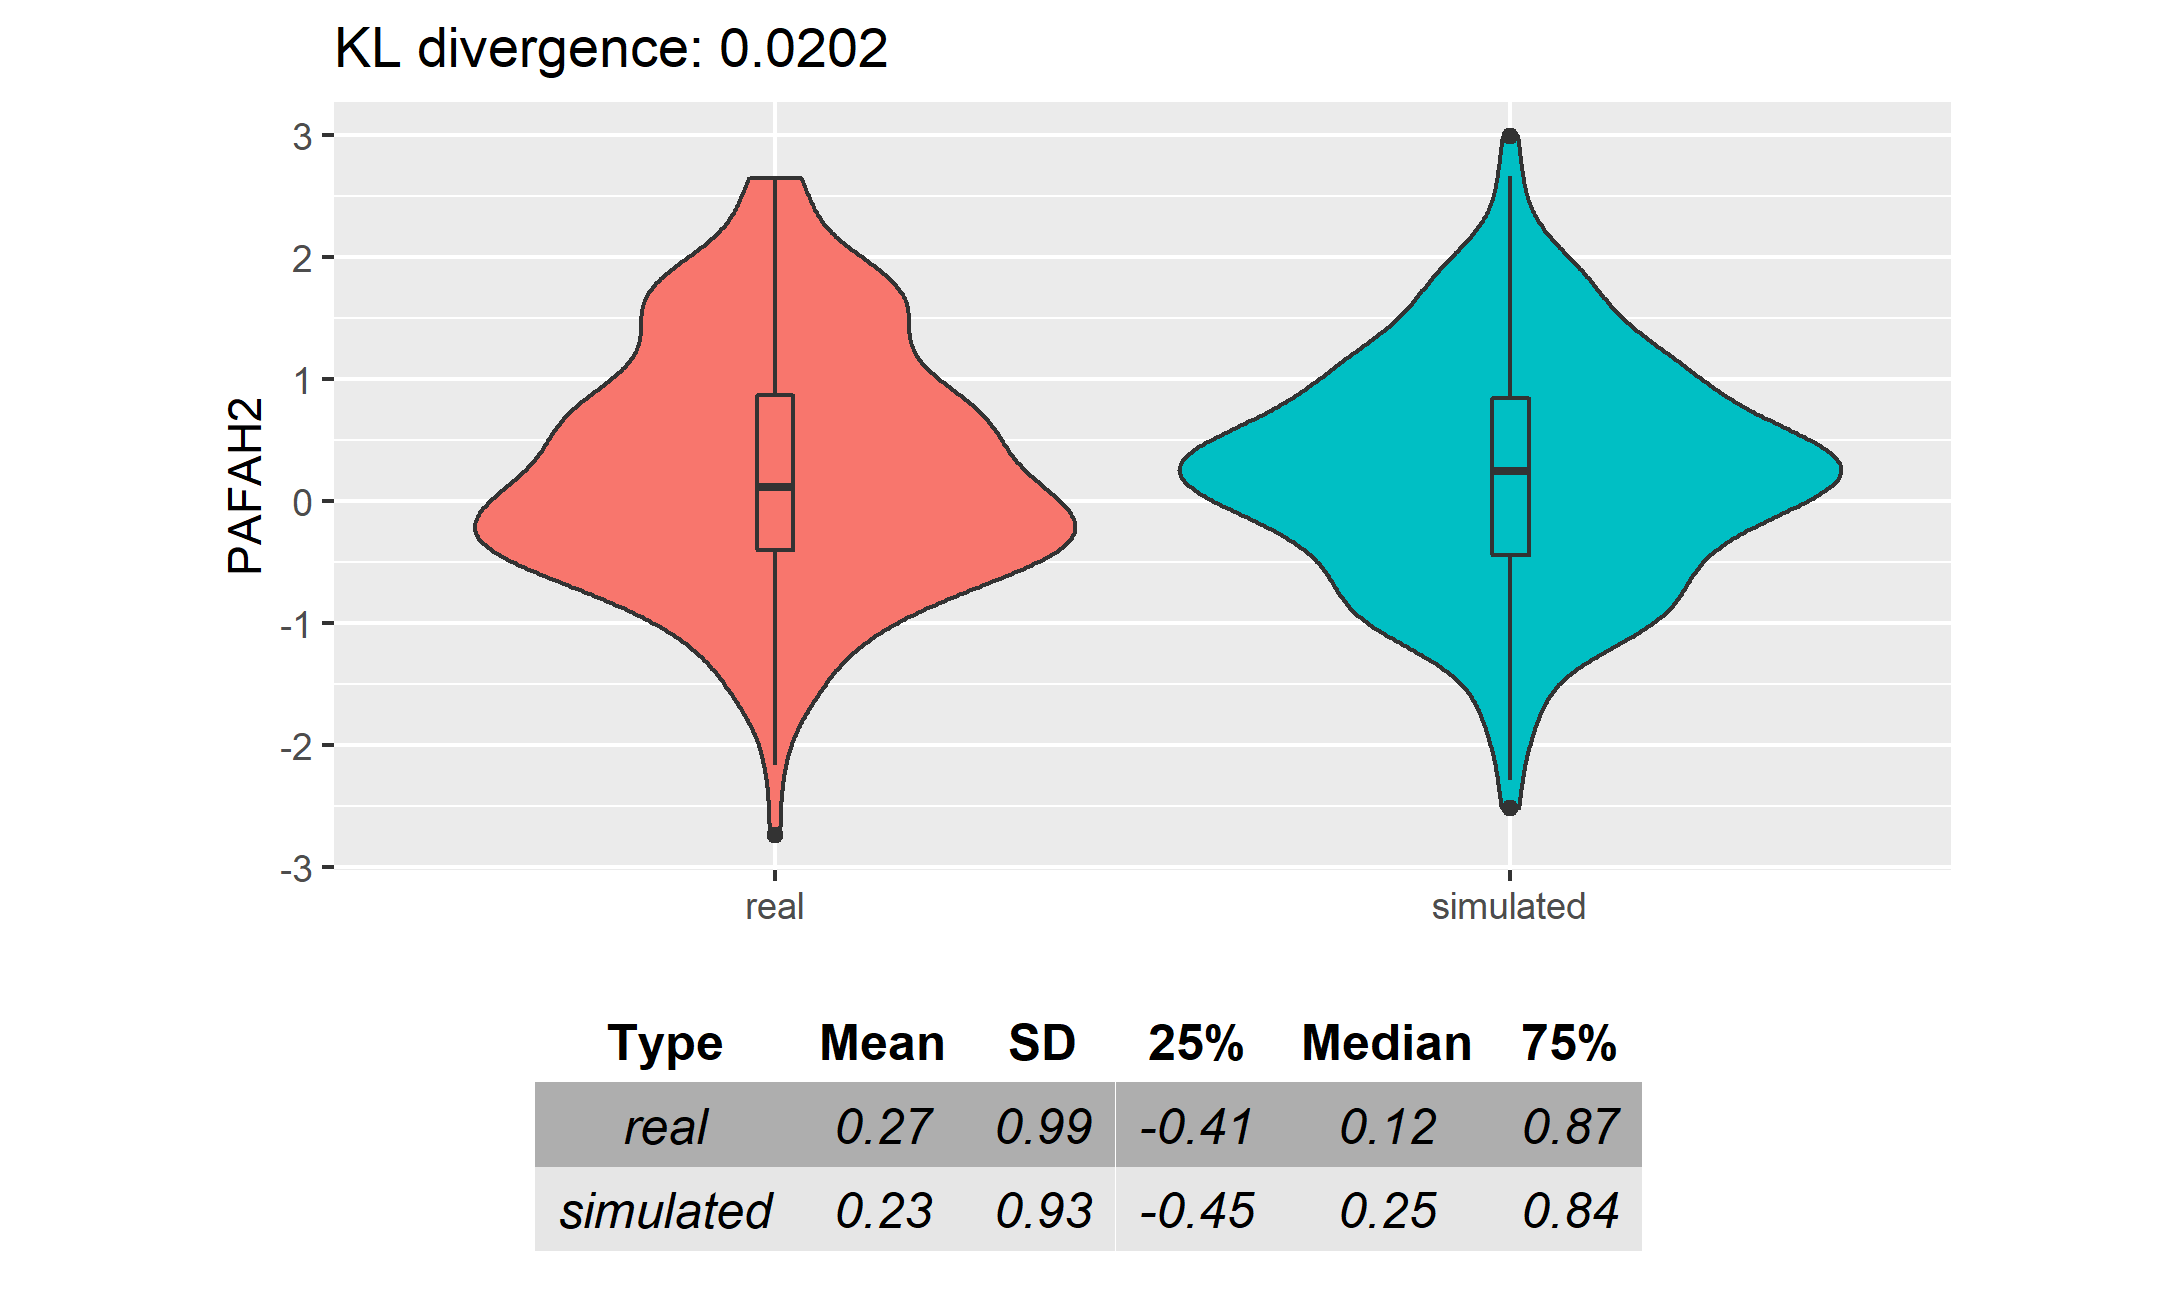 KL divergence: 0.0202
PAFAH2
3
2
1
0
-1
-2
-3
real simulated
Type Mean SD 25% Median 75%
real 0.27 0.99 -0.41 0.12 0.87
simulated 0.23 0.93 -0.45 0.25 0.84